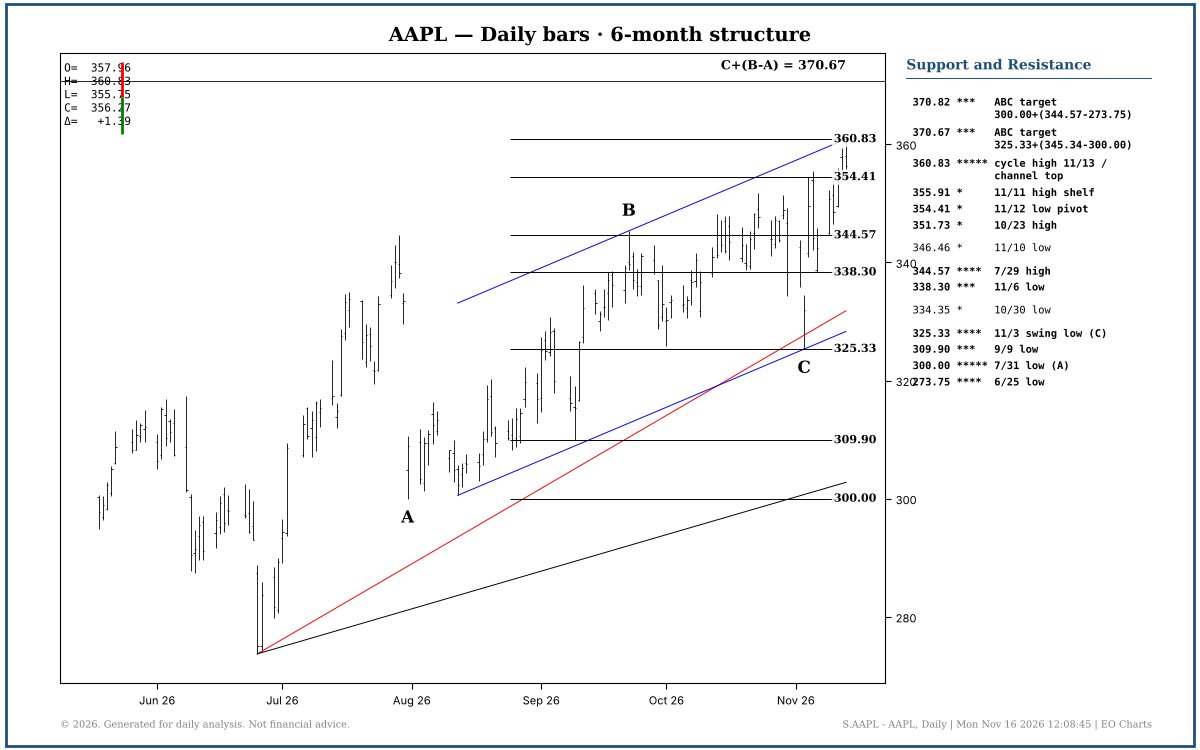 AAPL — Daily bars · 6-month structure
O= 357.96
H= 360.83
L= 355.75
C= 356.27
Δ= +1.39
C+(B-A) = 370.67
360.83
354.41
344.57
338.30
325.33
309.90
300.00
A
B
C
360
340
320
300
280
Jun 26
Jul 26
Aug 26
Sep 26
Oct 26
Nov 26
Support and Resistance
370.82 *** ABC target
300.00+(344.57-273.75)
370.67 *** ABC target
325.33+(345.34-300.00)
360.83 ***** cycle high 11/13 /
channel top
355.91 * 11/11 high shelf
354.41 * 11/12 low pivot
351.73 * 10/23 high
346.46 * 11/10 low
344.57 **** 7/29 high
338.30 *** 11/6 low
334.35 * 10/30 low
325.33 **** 11/3 swing low (C)
309.90 *** 9/9 low
300.00 ***** 7/31 low (A)
273.75 **** 6/25 low
© 2026. Generated for daily analysis. Not financial advice.
S.AAPL - AAPL, Daily | Mon Nov 16 2026 12:08:45 | EO Charts